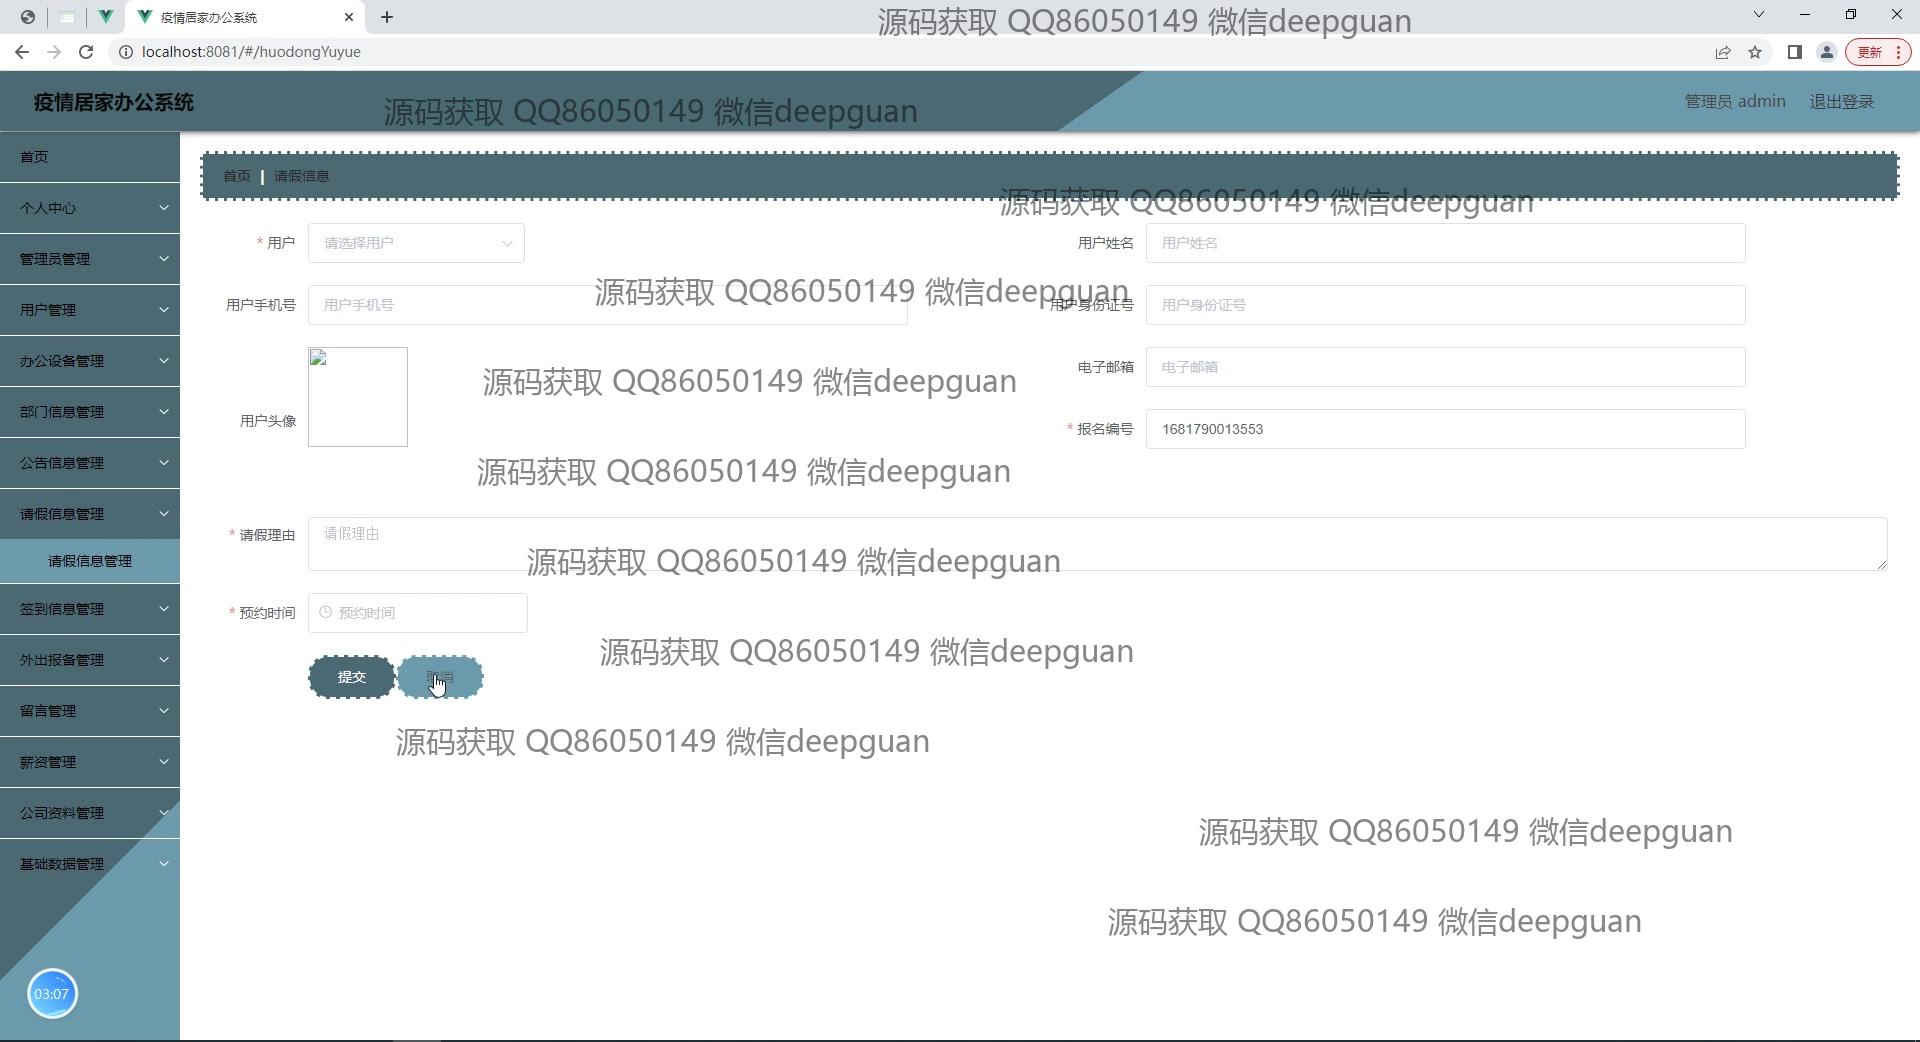 疫情居家办公系统
源码获取 QQ86050149 微信deepguan
localhost:8081/#/huodongYuyue
更新
疫情居家办公系统
源码获取 QQ86050149 微信deepguan
管理员 admin
退出登录
首页
个人中心
管理员管理
用户管理
办公设备管理
部门信息管理
公告信息管理
请假信息管理
请假信息管理
签到信息管理
外出报备管理
留言管理
薪资管理
公司资料管理
基础数据管理
03:07
首页 | 请假信息
源码获取 QQ86050149 微信deepguan
* 用户
请选择用户
用户姓名
用户姓名
源码获取 QQ86050149 微信deepguan
用户手机号
用户手机号
用户身份证号
用户身份证号
源码获取 QQ86050149 微信deepguan
用户头像
电子邮箱
电子邮箱
* 报名编号
1681790013553
源码获取 QQ86050149 微信deepguan
* 请假理由
请假理由
源码获取 QQ86050149 微信deepguan
* 预约时间
预约时间
源码获取 QQ86050149 微信deepguan
提交
取消
源码获取 QQ86050149 微信deepguan
源码获取 QQ86050149 微信deepguan
源码获取 QQ86050149 微信deepguan